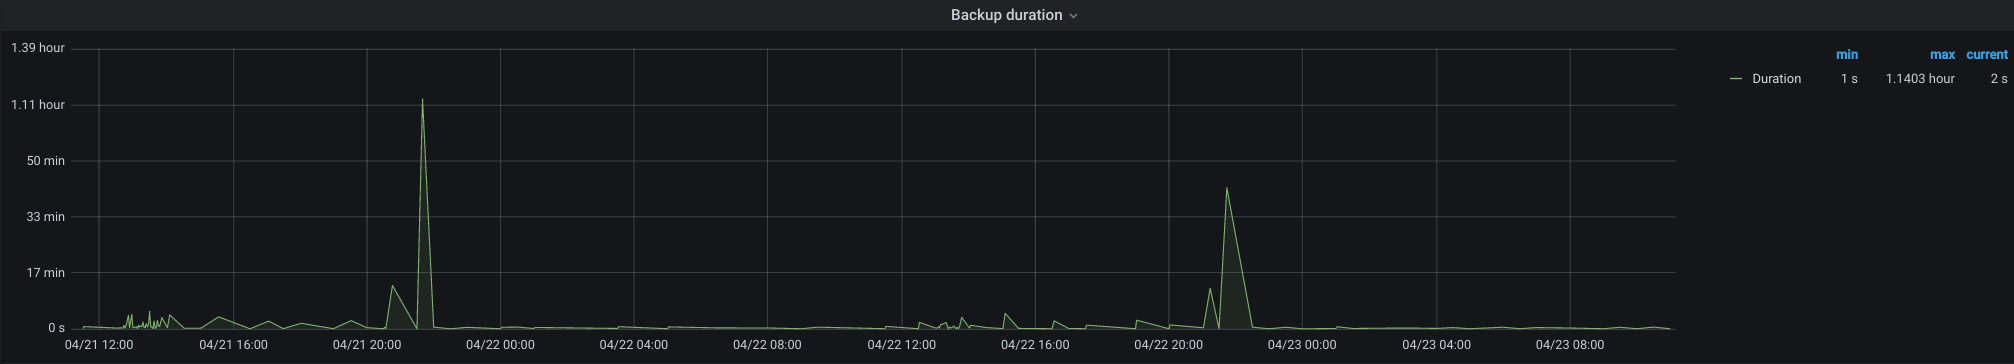 Backup duration
1.39 hour
1.11 hour
50 min
33 min
17 min
0 s
04/21 12:00 04/21 16:00 04/21 20:00 04/22 00:00 04/22 04:00 04/22 08:00 04/22 12:00 04/22 16:00 04/22 20:00 04/23 00:00 04/23 04:00 04/23 08:00
min max current
Duration 1 s 1.1403 hour 2 s